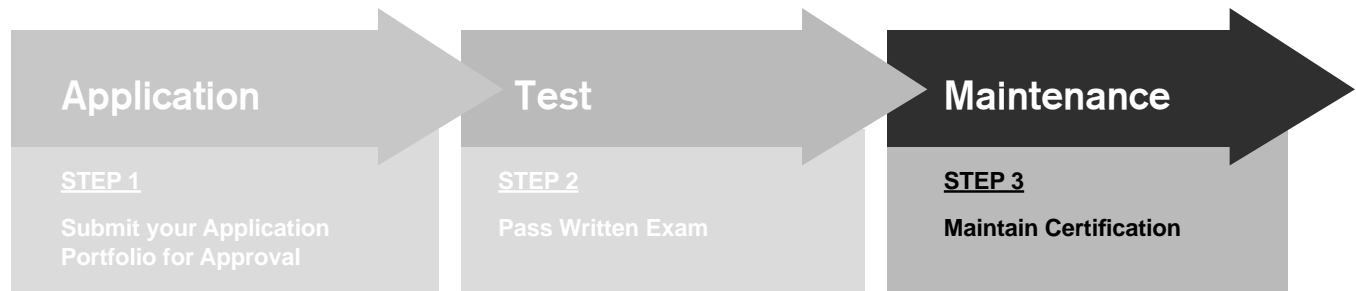 Application
STEP 1
Submit your Application
Portfolio for Approval
Test
STEP 2
Pass Written Exam
Maintenance
STEP 3
Maintain Certification